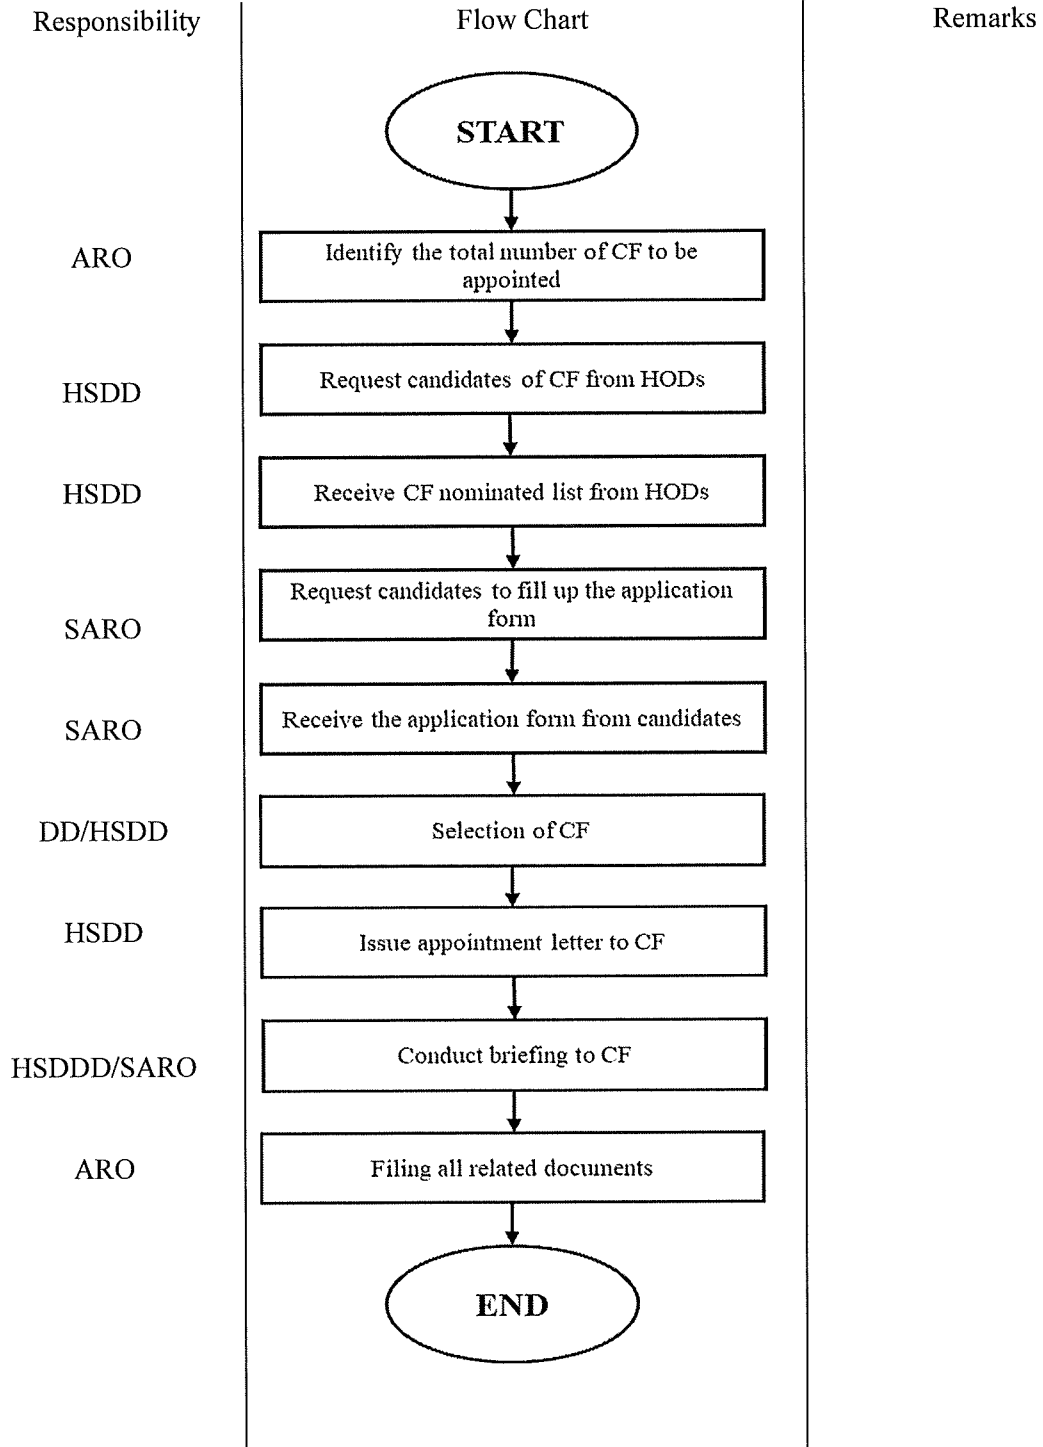 Responsibility
Flow Chart
Remarks
START
ARO
Identify the total number of CF to be
appointed
HSDD
Request candidates of CF from HODs
HSDD
Receive CF nominated list from HODs
SARO
Request candidates to fill up the application
form
SARO
Receive the application form from candidates
DD/HSDD
Selection of CF
HSDD
Issue appointment letter to CF
HSDDD/SARO
Conduct briefing to CF
ARO
Filing all related documents
END